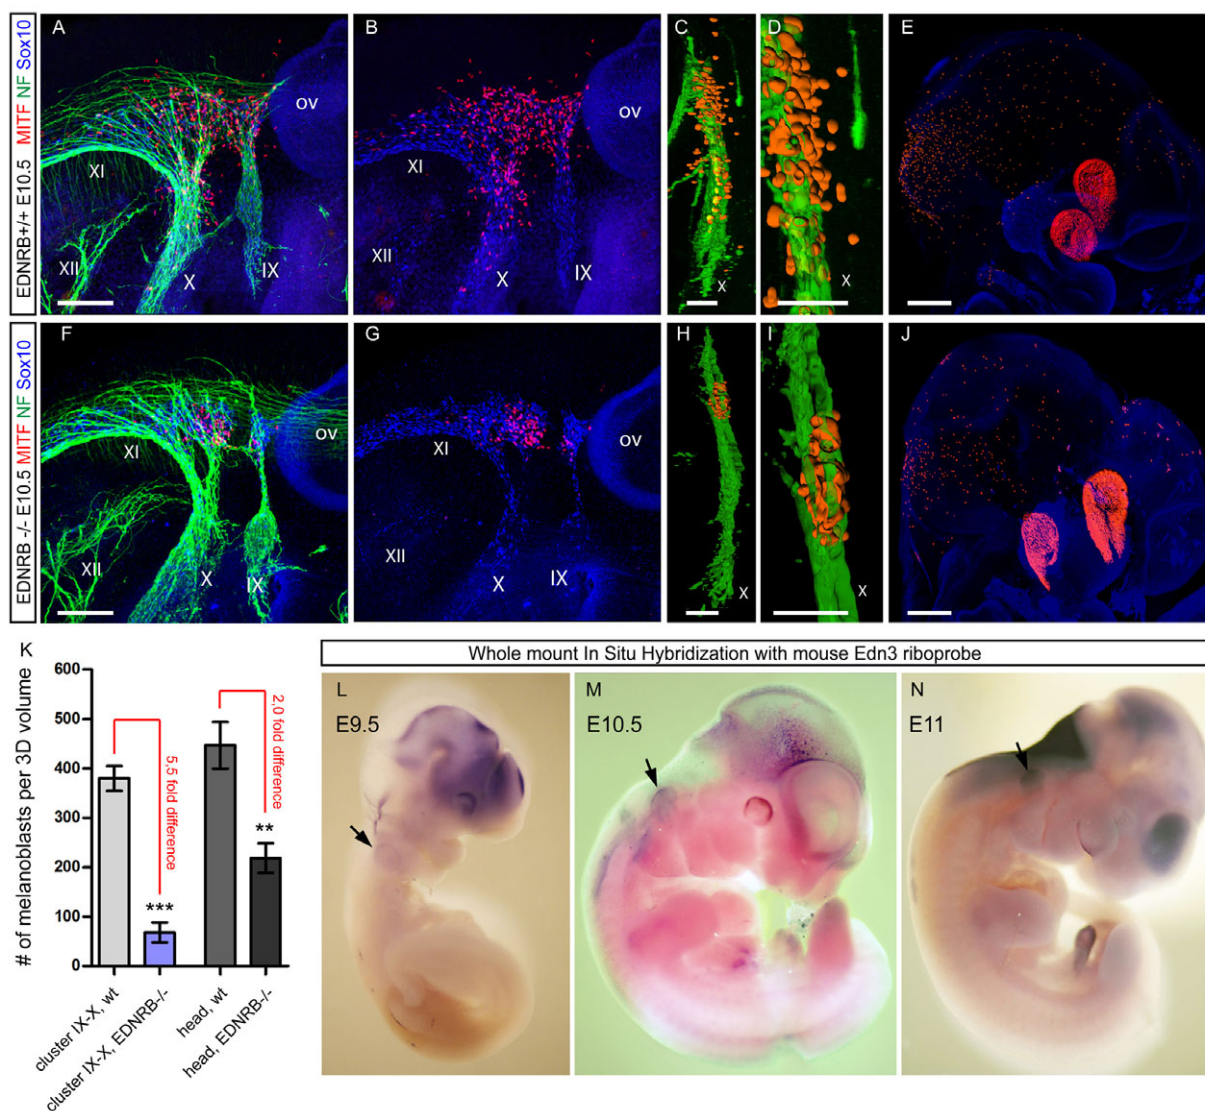 EDNRB+/+ E10.5 MITF NF Sox10
A
XI
XII
X
IX
OV
B
XI
XII
X
IX
OV
C
X
D
X
E
EDNRB -/- E10.5 MITF NF Sox10
F
XI
XII
X
IX
OV
G
XI
XII
X
IX
OV
H
I
X
J
K
# of melanoblasts per 3D volume
600
500
400
300
200
100
0
5,5 fold difference
***
2,0 fold difference
**
cluster IX-X, wt
cluster IX-X, EDNRB-/-
head, wt
head, EDNRB-/-
Whole mount In Situ Hybridization with mouse Edn3 riboprobe
L
E9.5
M
E10.5
N
E11